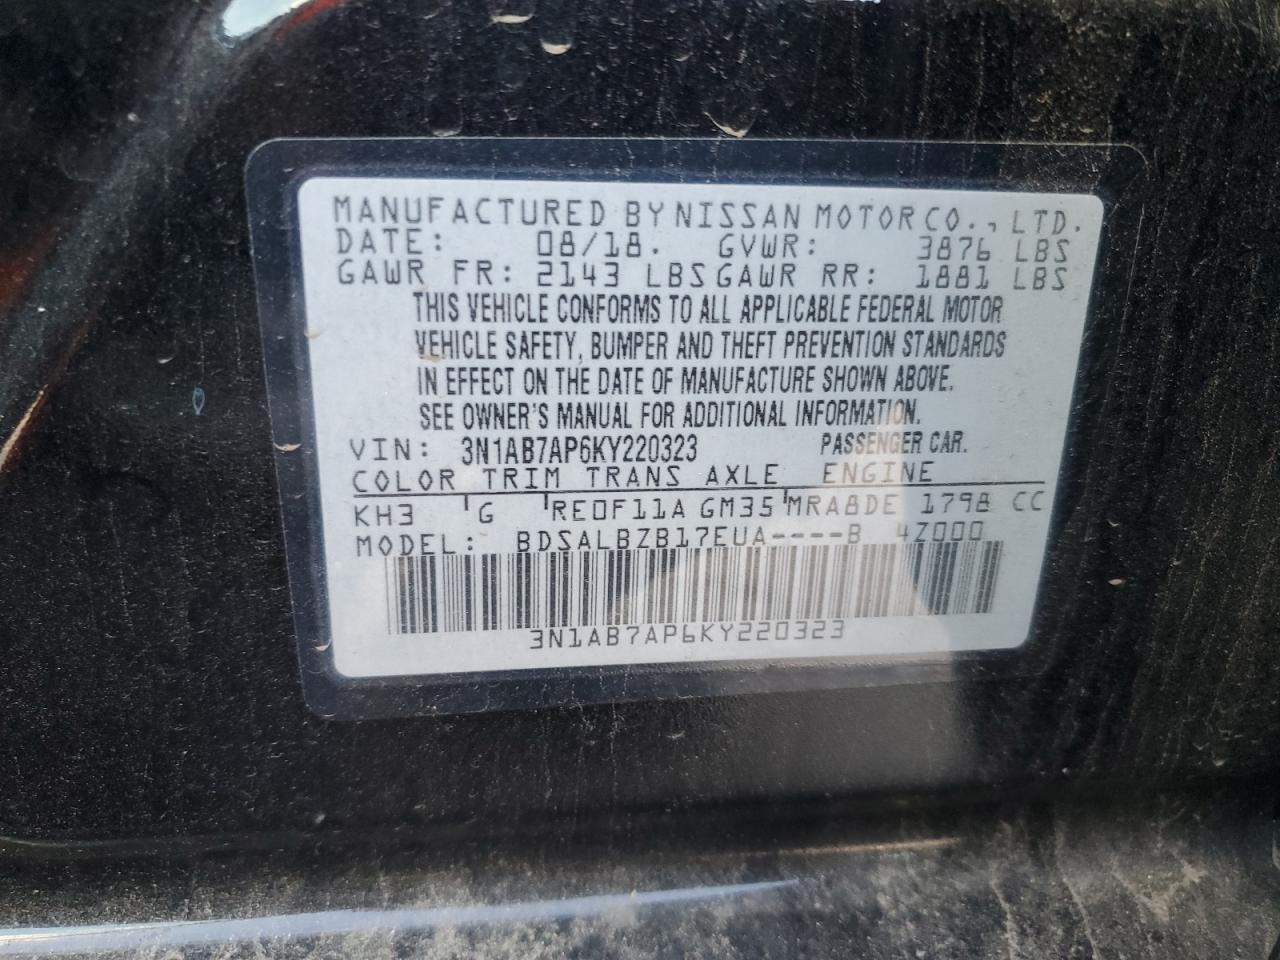 MANUFACTURED BY NISSAN MOTOR CO., LTD.
DATE: 08/18. GVWR: 3876 LBS
GAWR FR: 2143 LBS GAWR RR: 1881 LBS
THIS VEHICLE CONFORMS TO ALL APPLICABLE FEDERAL MOTOR
VEHICLE SAFETY, BUMPER AND THEFT PREVENTION STANDARDS
IN EFFECT ON THE DATE OF MANUFACTURE SHOWN ABOVE.
SEE OWNER'S MANUAL FOR ADDITIONAL INFORMATION.
VIN: 3N1AB7AP6KY220323 PASSENGER CAR.
COLOR TRIM TRANS AXLE ENGINE
KH3 G RE0F11A GM35 MRA8DE 1798 CC
MODEL: BDSALBZB17EUA----B 4Z000
3N1AB7AP6KY220323